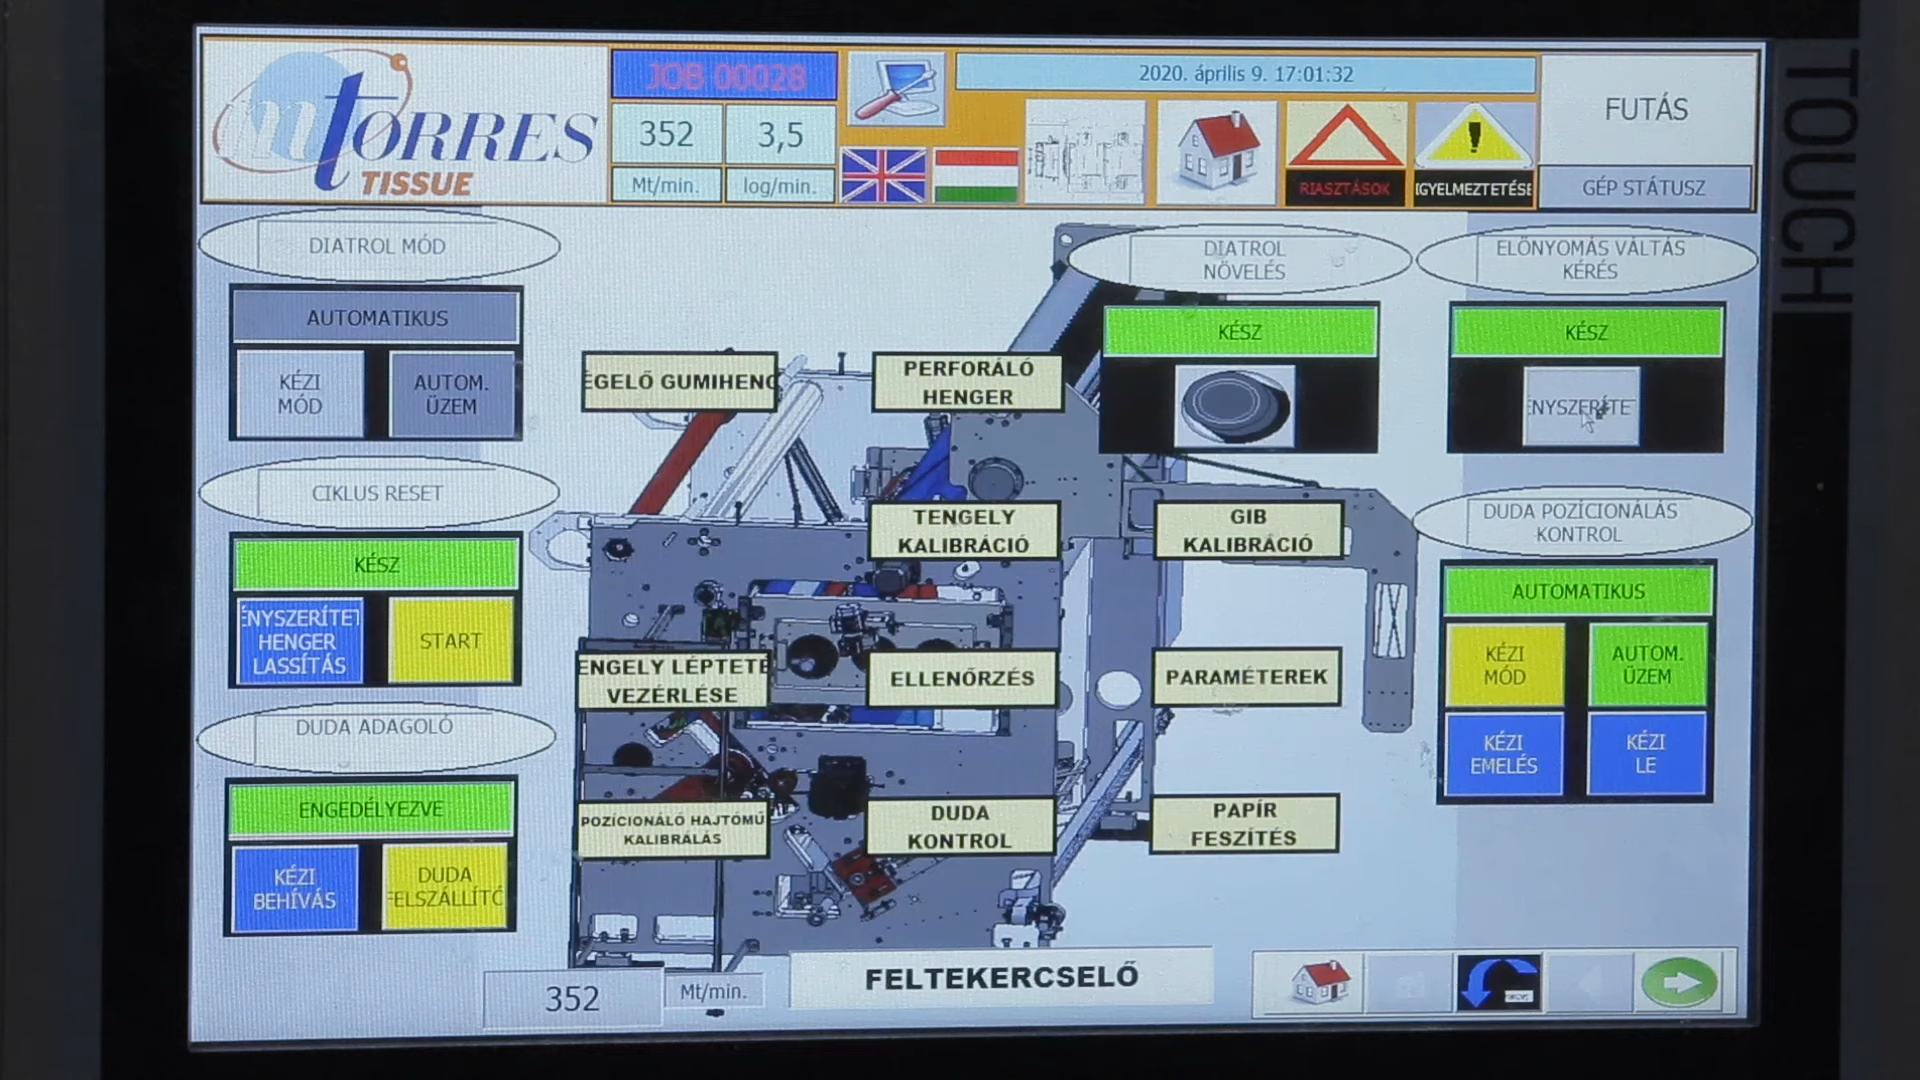 mTORRES
TISSUE
JOB 00028
352
3,5
Mt/min.
log/min.
2020. április 9. 17:01:32
RIASZTÁSOK
IGYELMEZTETÉSE
FUTÁS
GÉP STÁTUSZ
TOUCH
DIATROL MÓD
AUTOMATIKUS
KÉZI
MÓD
AUTOM.
ÜZEM
CIKLUS RESET
KÉSZ
ÉNYSZERÍTET
HENGER
LASSÍTÁS
START
DUDA ADAGOLÓ
ENGEDÉLYEZVE
KÉZI
BEHÍVÁS
DUDA
FELSZÁLLÍTÓ
ÉGELŐ GUMIHENG
PERFORÁLÓ
HENGER
TENGELY
KALIBRÁCIÓ
GIB
KALIBRÁCIÓ
ENGELY LÉPTETÉ
VEZÉRLÉSE
ELLENŐRZÉS
PARAMÉTEREK
POZÍCIONÁLÓ HAJTÓMŰ
KALIBRÁLÁS
DUDA
KONTROL
PAPÍR
FESZÍTÉS
DIATROL
NÖVELÉS
KÉSZ
ELŐNYOMÁS VÁLTÁS
KÉRÉS
KÉSZ
ÉNYSZERÍTE
DUDA POZÍCIONÁLÁS
KONTROL
AUTOMATIKUS
KÉZI
MÓD
AUTOM.
ÜZEM
KÉZI
EMELÉS
KÉZI
LE
352
Mt/min.
FELTEKERCSELŐ